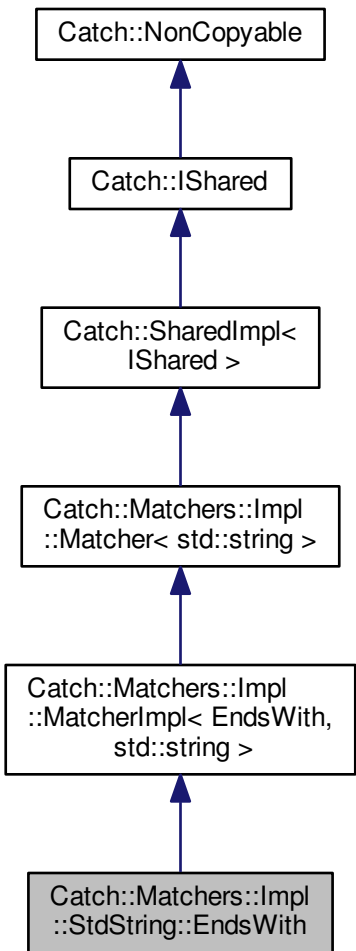 Catch::NonCopyable
Catch::IShared
Catch::SharedImpl<
IShared >
Catch::Matchers::Impl
::Matcher< std::string >
Catch::Matchers::Impl
::MatcherImpl< EndsWith,
std::string >
Catch::Matchers::Impl
::StdString::EndsWith